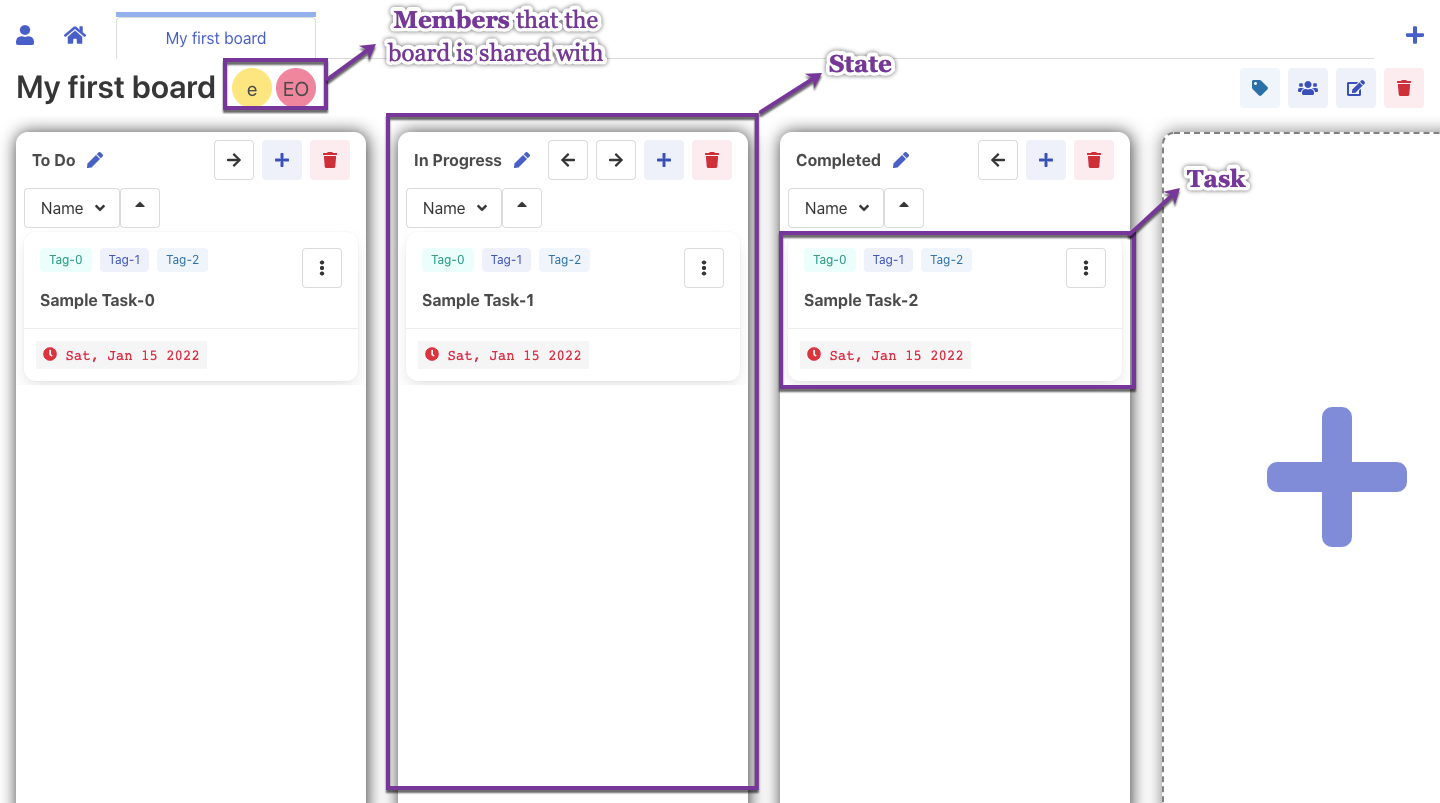 My first board
Members that the
board is shared with
State
My first board
e
EO
To Do
In Progress
Completed
Task
Name
Name
Name
Tag-0 Tag-1 Tag-2
Tag-0 Tag-1 Tag-2
Tag-0 Tag-1 Tag-2
Sample Task-0
Sample Task-1
Sample Task-2
Sat, Jan 15 2022
Sat, Jan 15 2022
Sat, Jan 15 2022